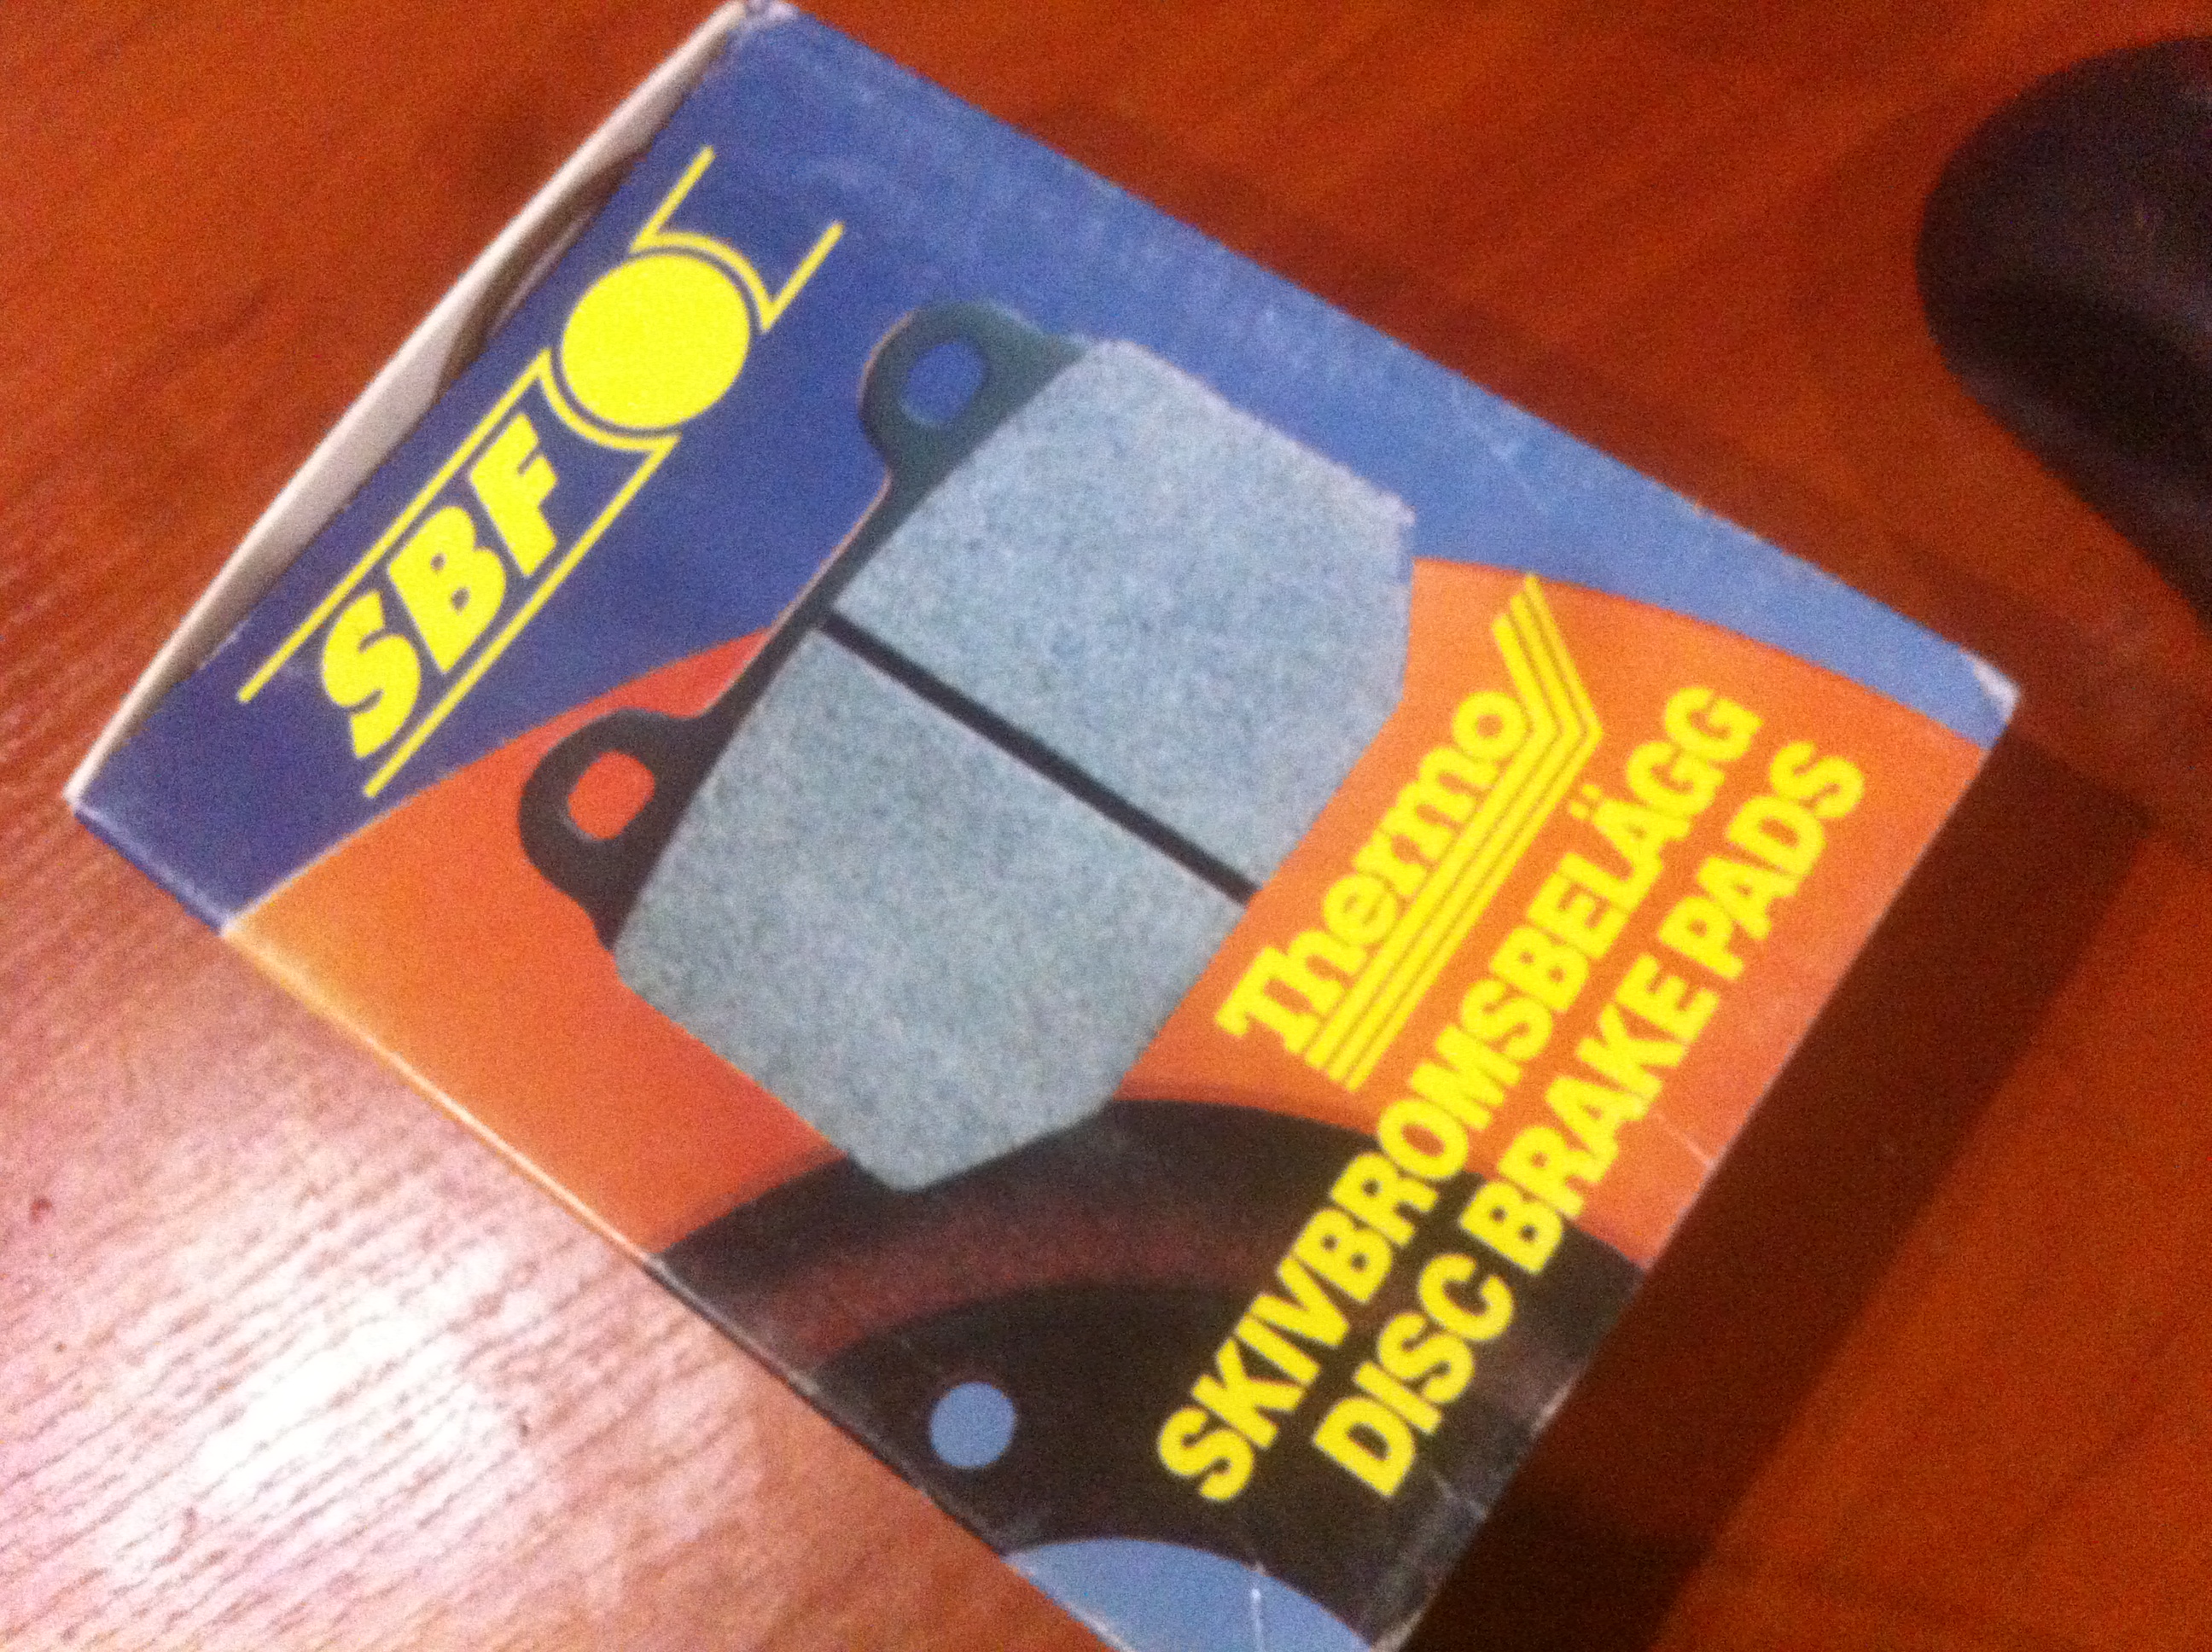 SBF
Thermo
SKIVBROMSBELÄGG
DISC BRAKE PADS